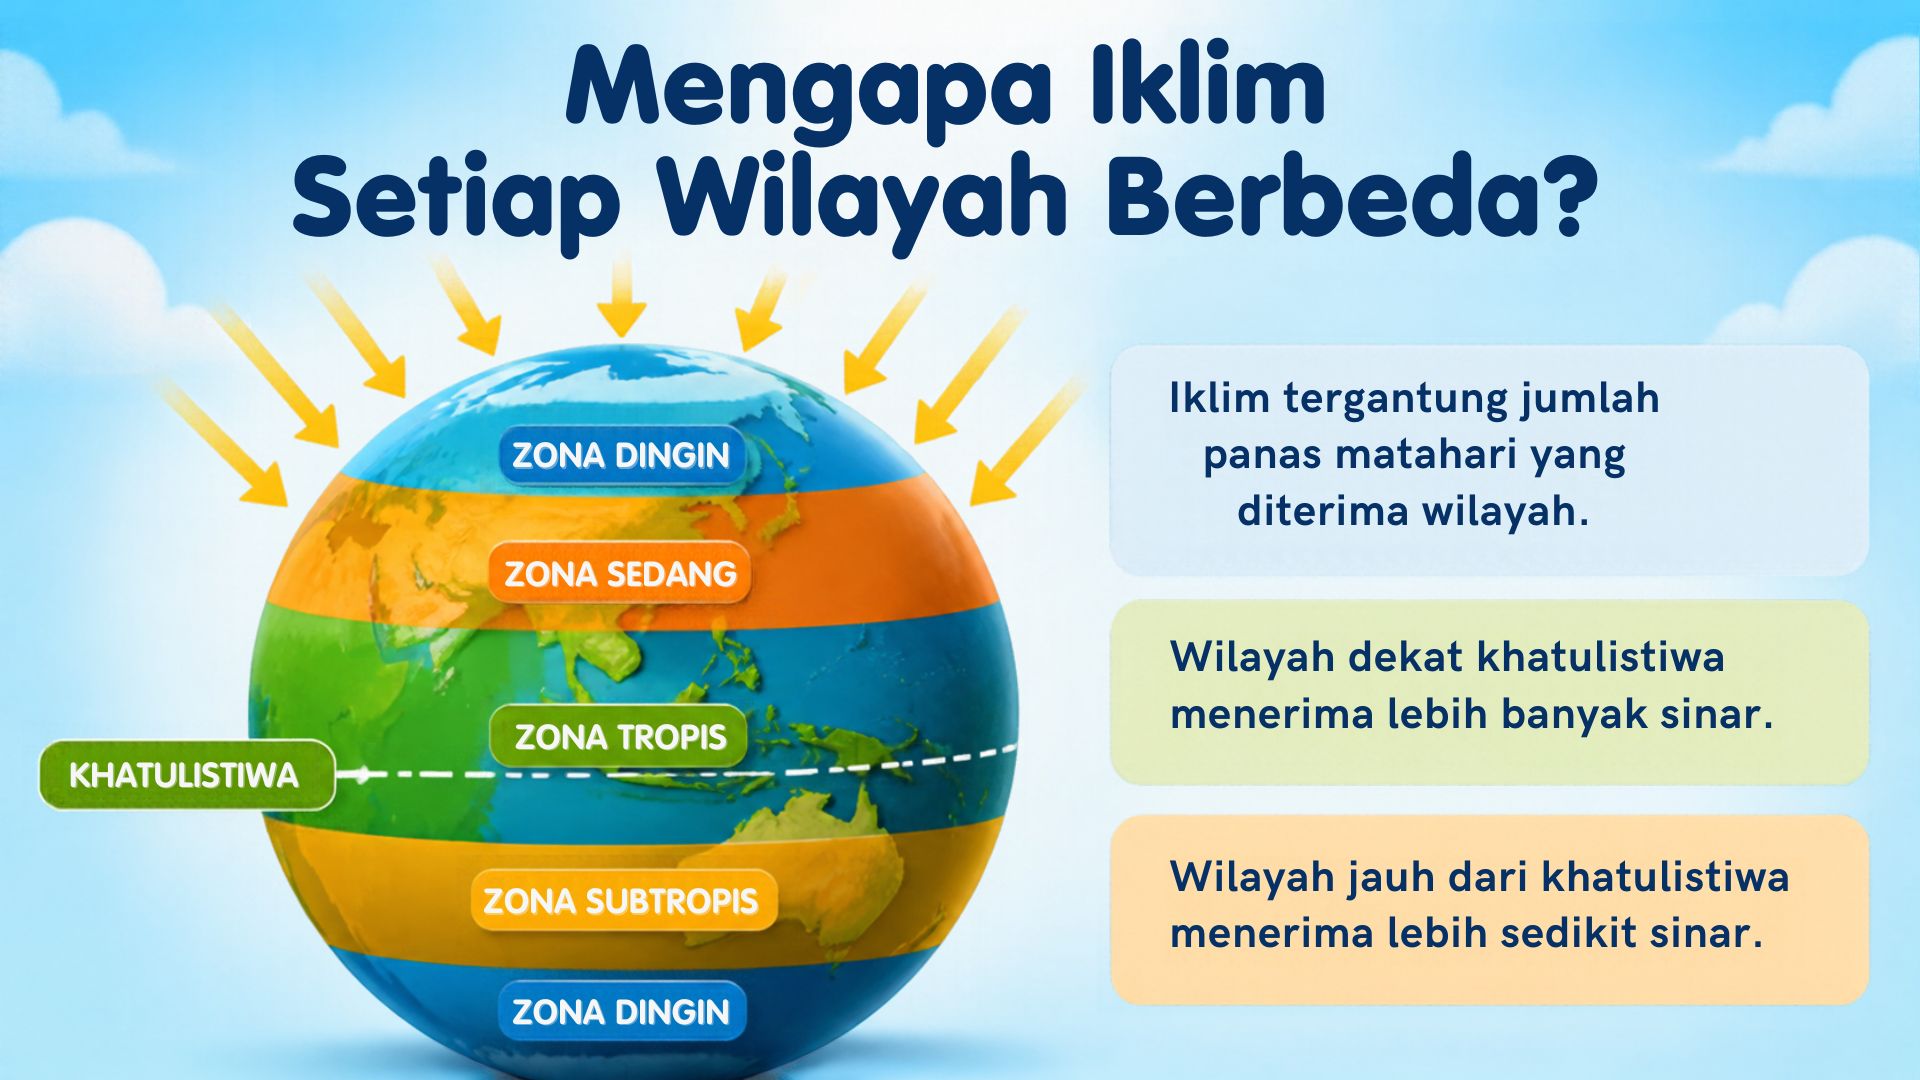 Mengapa Iklim
Setiap Wilayah Berbeda?
ZONA DINGIN
ZONA SEDANG
ZONA TROPIS
KHATULISTIWA
ZONA SUBTROPIS
ZONA DINGIN
Iklim tergantung jumlah
panas matahari yang
diterima wilayah.
Wilayah dekat khatulistiwa
menerima lebih banyak sinar.
Wilayah jauh dari khatulistiwa
menerima lebih sedikit sinar.